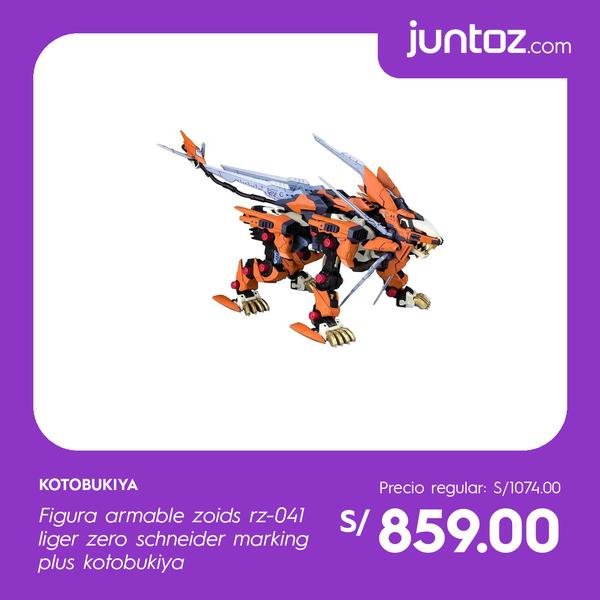 juntoz.com
KOTOBUKIYA
Figura armable zoids rz-041
liger zero schneider marking
plus kotobukiya
Precio regular: S/1074.00
S/ 859.00